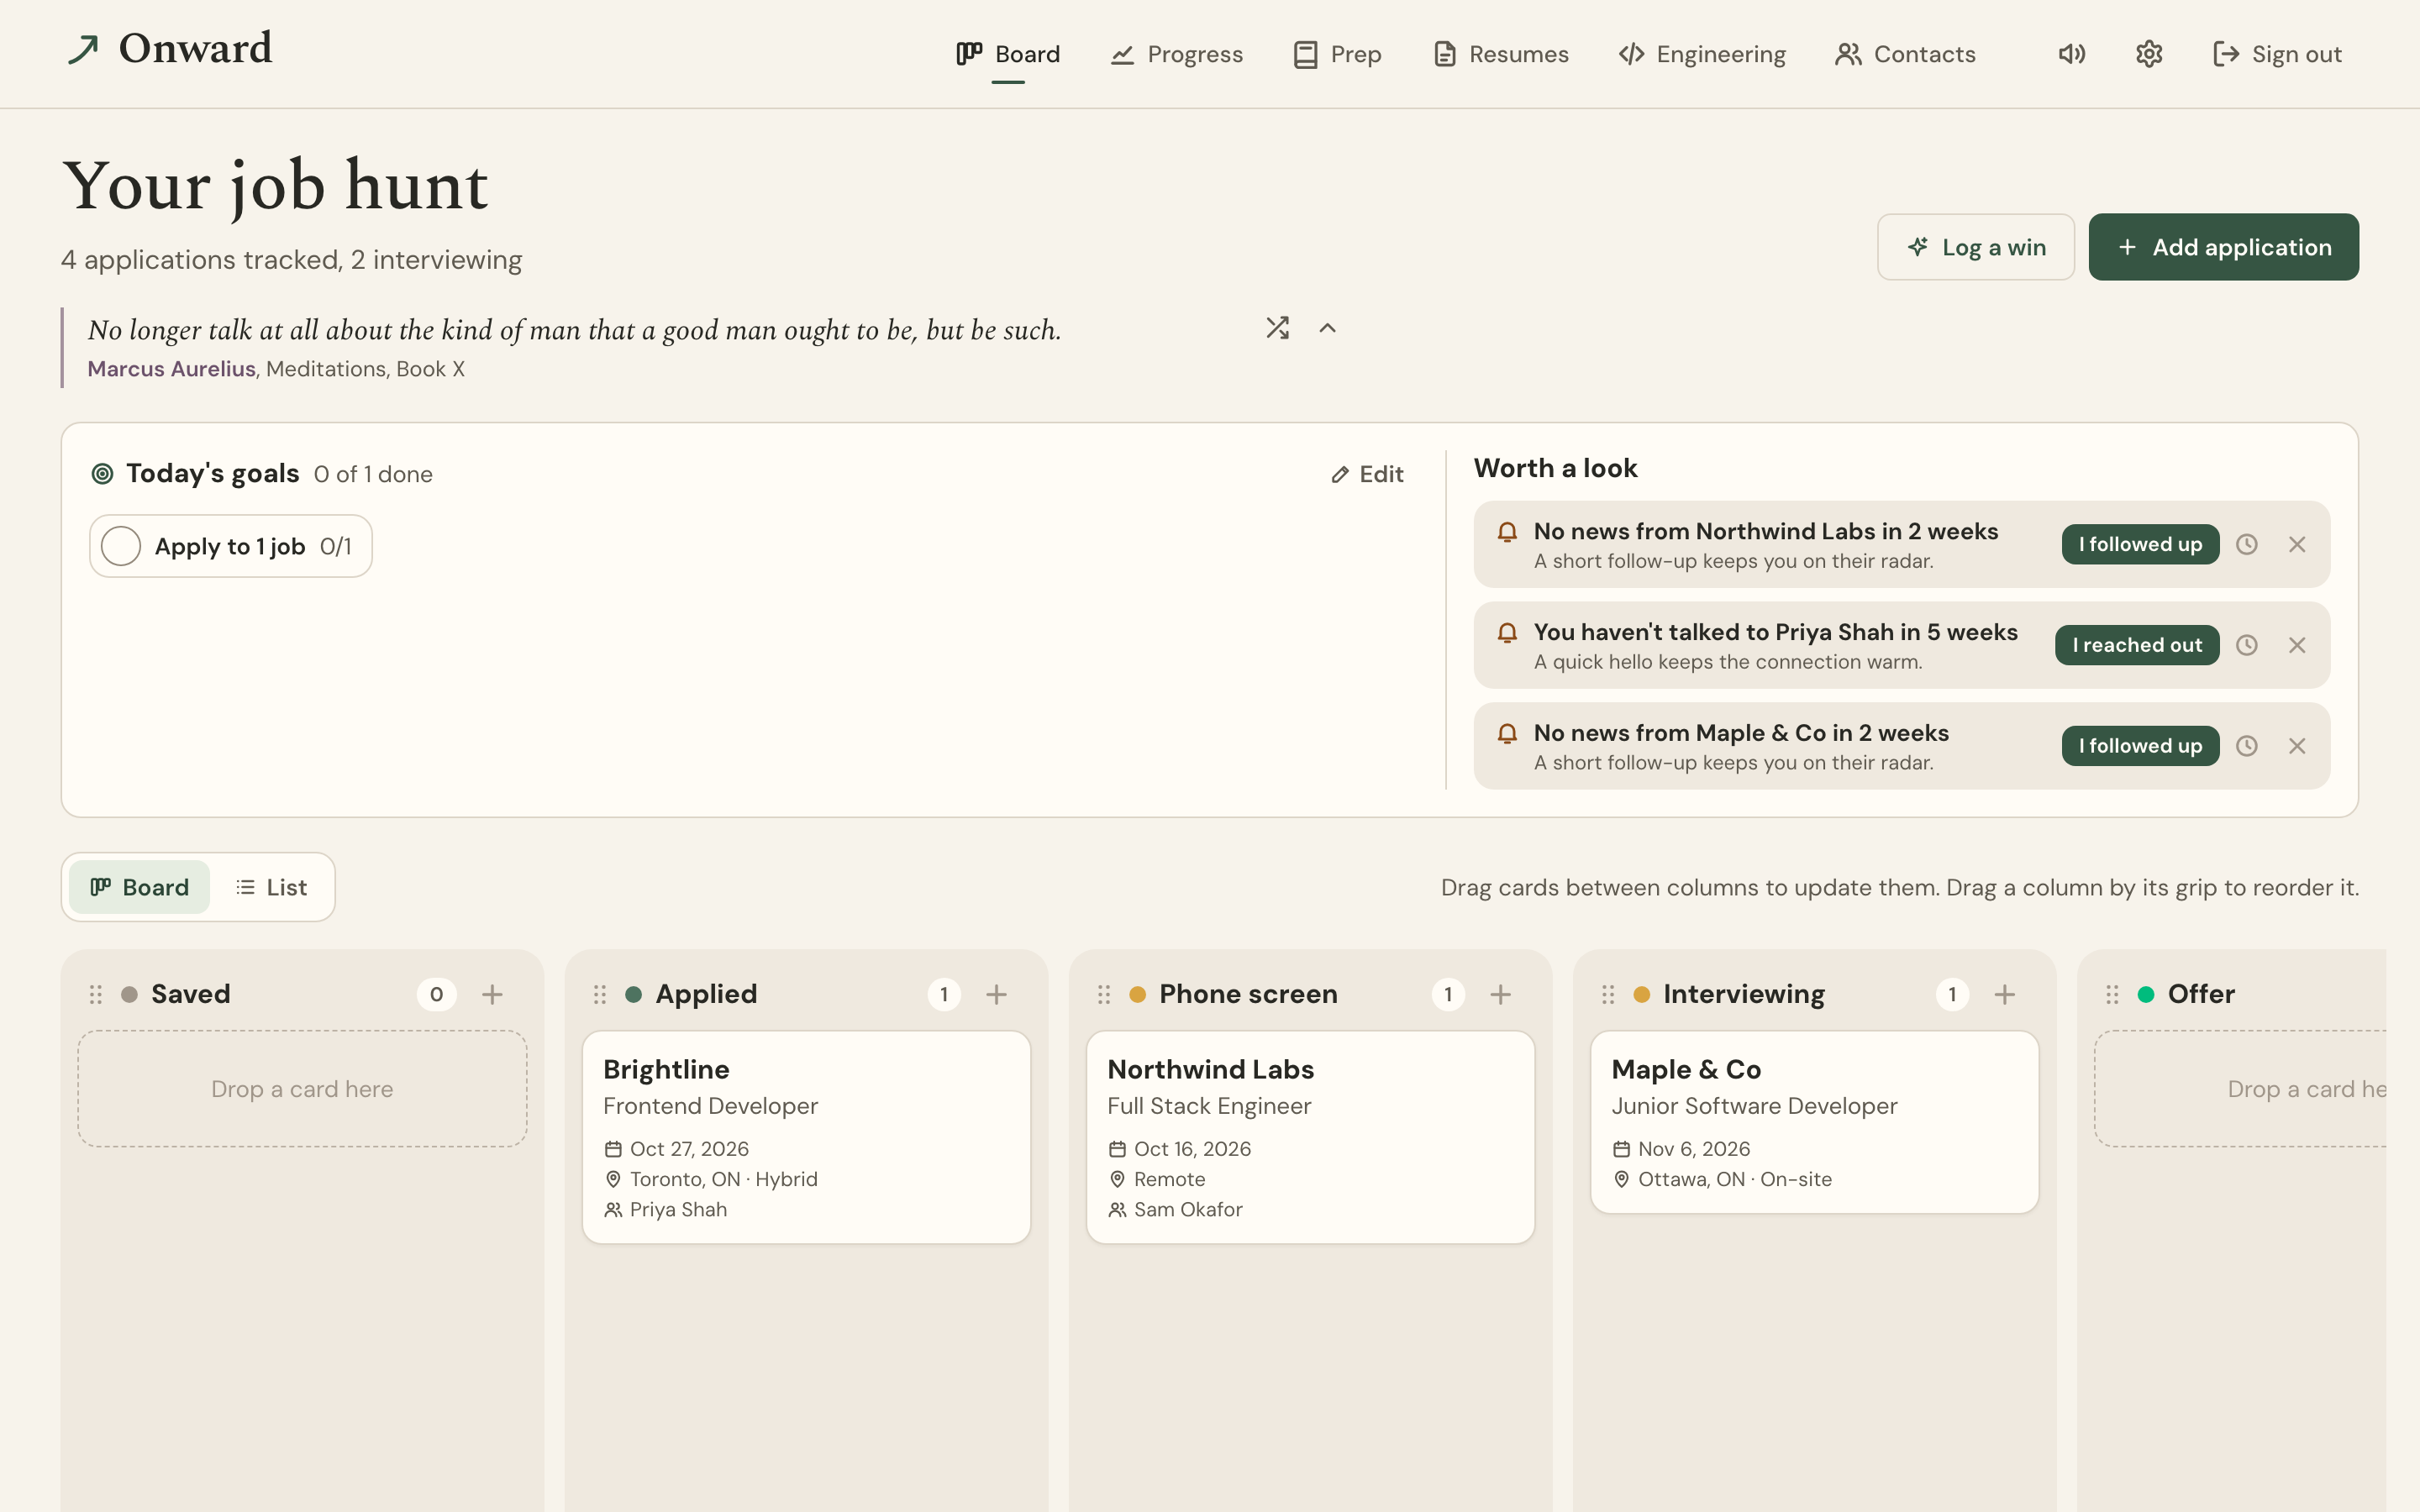 Onward
Board
Progress
Prep
Resumes
Engineering
Contacts
Sign out
Your job hunt
4 applications tracked, 2 interviewing
Log a win
Add application
No longer talk at all about the kind of man that a good man ought to be, but be such.
Marcus Aurelius, Meditations, Book X
Today's goals 0 of 1 done
Edit
Apply to 1 job 0/1
Worth a look
No news from Northwind Labs in 2 weeks
A short follow-up keeps you on their radar.
I followed up
You haven't talked to Priya Shah in 5 weeks
A quick hello keeps the connection warm.
I reached out
No news from Maple & Co in 2 weeks
A short follow-up keeps you on their radar.
I followed up
Board
List
Drag cards between columns to update them. Drag a column by its grip to reorder it.
Saved 0
Drop a card here
Applied 1
Brightline
Frontend Developer
Oct 27, 2026
Toronto, ON · Hybrid
Priya Shah
Phone screen 1
Northwind Labs
Full Stack Engineer
Oct 16, 2026
Remote
Sam Okafor
Interviewing 1
Maple & Co
Junior Software Developer
Nov 6, 2026
Ottawa, ON · On-site
Offer
Drop a card he